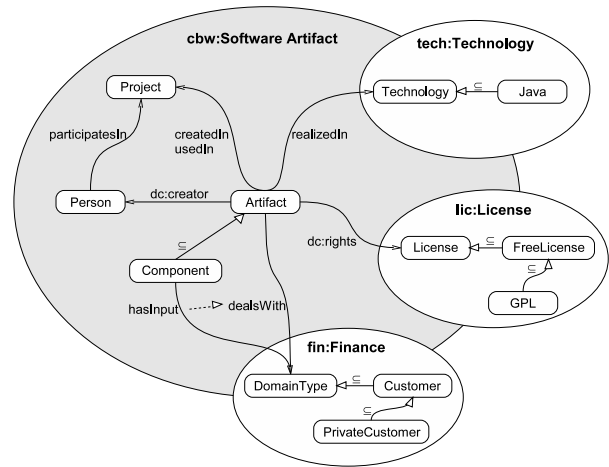 cbw:Software Artifact
tech:Technology
Project
Technology
⊆
Java
participatesIn
createdIn
usedIn
realizedIn
Person
dc:creator
Artifact
lic:License
dc:rights
License
⊆
FreeLicense
⊆
Component
⊆
GPL
hasInput
dealsWith
fin:Finance
DomainType
⊆
Customer
⊆
PrivateCustomer